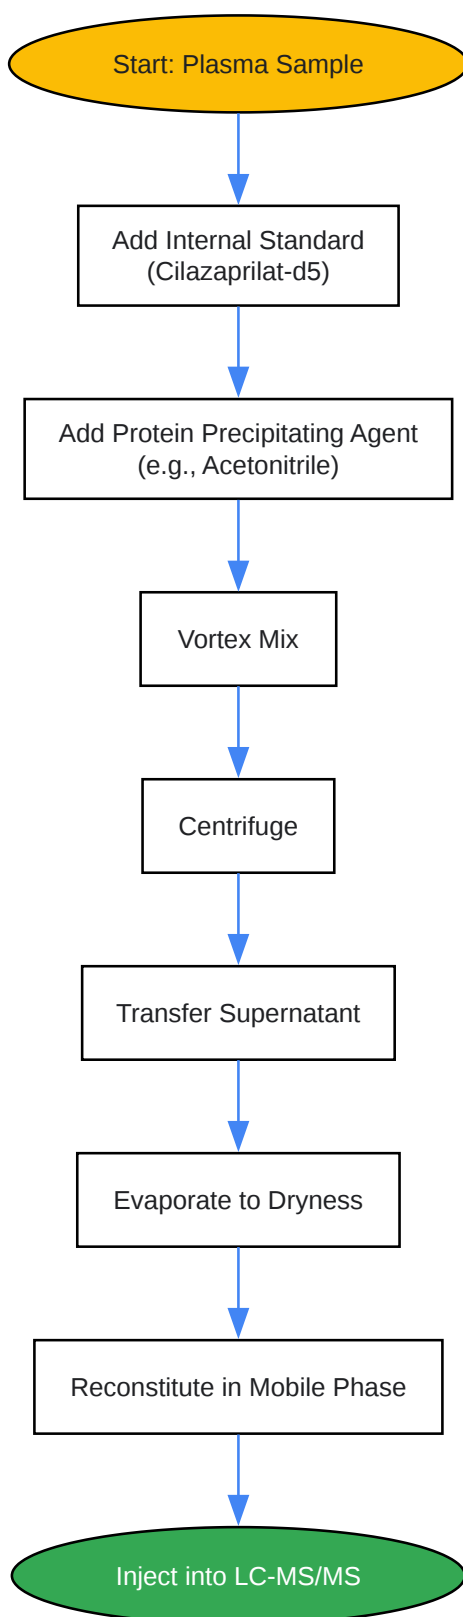 Start: Plasma Sample
Add Internal Standard
(Cilazaprilat-d5)
Add Protein Precipitating Agent
(e.g., Acetonitrile)
Vortex Mix
Centrifuge
Transfer Supernatant
Evaporate to Dryness
Reconstitute in Mobile Phase
Inject into LC-MS/MS